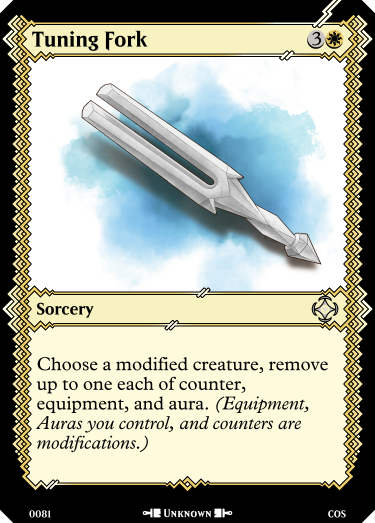 Tuning Fork 3
Sorcery
Choose a modified creature, remove
up to one each of counter,
equipment, and aura. (Equipment,
Auras you control, and counters are
modifications.)
0081 Unknown COS